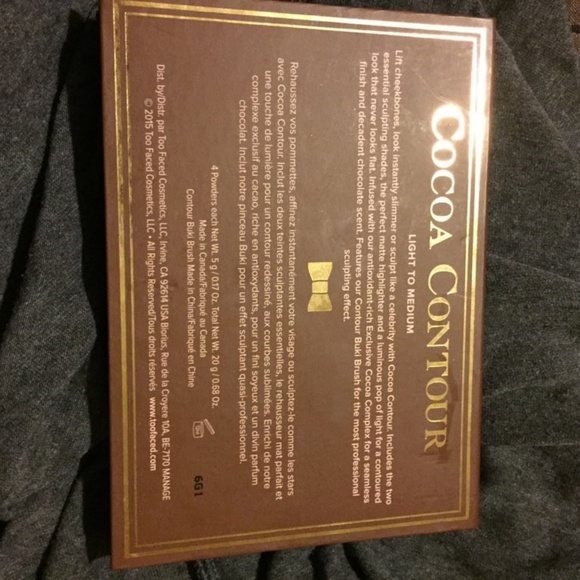 COCOA CONTOUR
LIGHT TO MEDIUM
Lift cheekbones, look instantly slimmer or sculpt like a celebrity with Cocoa Contour. Includes the two
essential sculpting shades, the perfect matte highlighter and a luminous pop of light for a contoured
look that never looks flat. Infused with our antioxidant-rich Exclusive Cocoa Complex for a seamless
finish and decadent chocolate scent. Features our Contour Buki Brush for the most professional
sculpting effect.
Rehaussez vos pommettes, affinez instantanément votre visage ou sculptez-le comme les stars
avec Cocoa Contour. Inclut les deux teintes sculptantes essentielles, le rehausseur mat parfait et
une touche de lumière pour un contour redessiné, aux courbes sublimées. Enrichi de notre
complexe exclusif au cacao, riche en antioxydants, pour un fini soyeux et un divin parfum
chocolat. Inclut notre pinceau Buki pour un effet sculptant quasi-professionnel.
4 Powders each Net Wt. 5 g / 0.17 Oz. Total Net Wt. 20 g / 0.68 Oz.
Made in Canada/Fabriqué au Canada
Contour Buki Brush Made in China/Fabriqué en Chine
6G1
Dist. by/Distr. par Too Faced Cosmetics, LLC, Irvine, CA 92614 USA Biorius, Rue de la Croyere 10A, BE-7170 MANAGE
© 2015 Too Faced Cosmetics, LLC • All Rights Reserved/Tous droits réservés www.toofaced.com